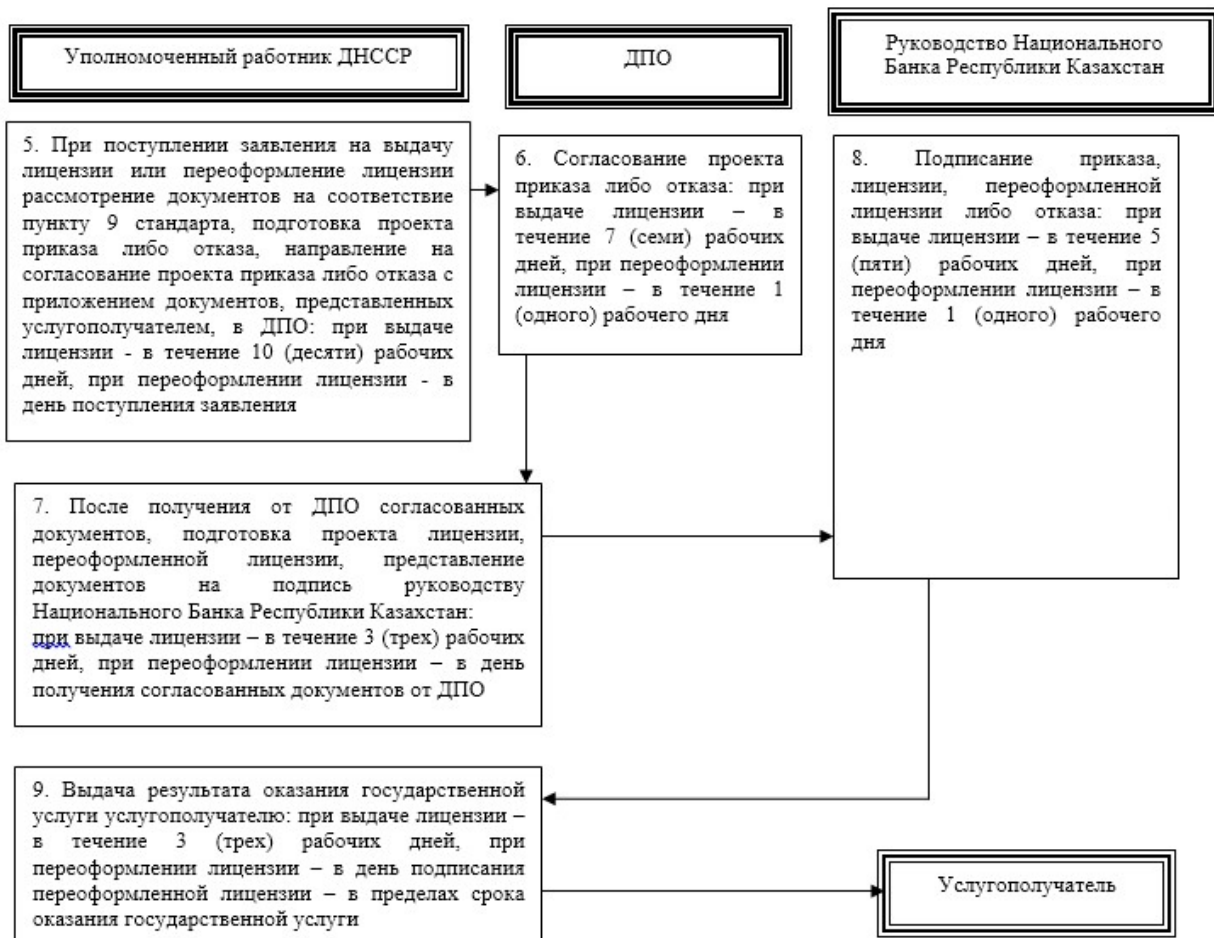 Уполномоченный работник ДНССР
ДПО
Руководство Национального
Банка Республики Казахстан
5. При поступлении заявления на выдачу
лицензии или переоформление лицензии
рассмотрение документов на соответствие
пункту 9 стандарта, подготовка проекта
приказа либо отказа, направление на
согласование проекта приказа либо отказа с
приложением документов, представленных
услугополучателем, в ДПО: при выдаче
лицензии - в течение 10 (десяти) рабочих
дней, при переоформлении лицензии - в
день поступления заявления
6. Согласование проекта
приказа либо отказа: при
выдаче лицензии – в
течение 7 (семи) рабочих
дней, при переоформлении
лицензии – в течение 1
(одного) рабочего дня
8. Подписание приказа,
лицензии, переоформленной
лицензии либо отказа: при
выдаче лицензии – в течение 5
(пяти) рабочих дней, при
переоформлении лицензии – в
течение 1 (одного) рабочего
дня
7. После получения от ДПО согласованных
документов, подготовка проекта лицензии,
переоформленной лицензии, представление
документов на подпись руководству
Национального Банка Республики Казахстан:
при выдаче лицензии – в течение 3 (трех) рабочих
дней, при переоформлении лицензии – в день
получения согласованных документов от ДПО
9. Выдача результата оказания государственной
услуги услугополучателю: при выдаче лицензии –
в течение 3 (трех) рабочих дней, при
переоформлении лицензии – в день подписания
переоформленной лицензии – в пределах срока
оказания государственной услуги
Услугополучатель